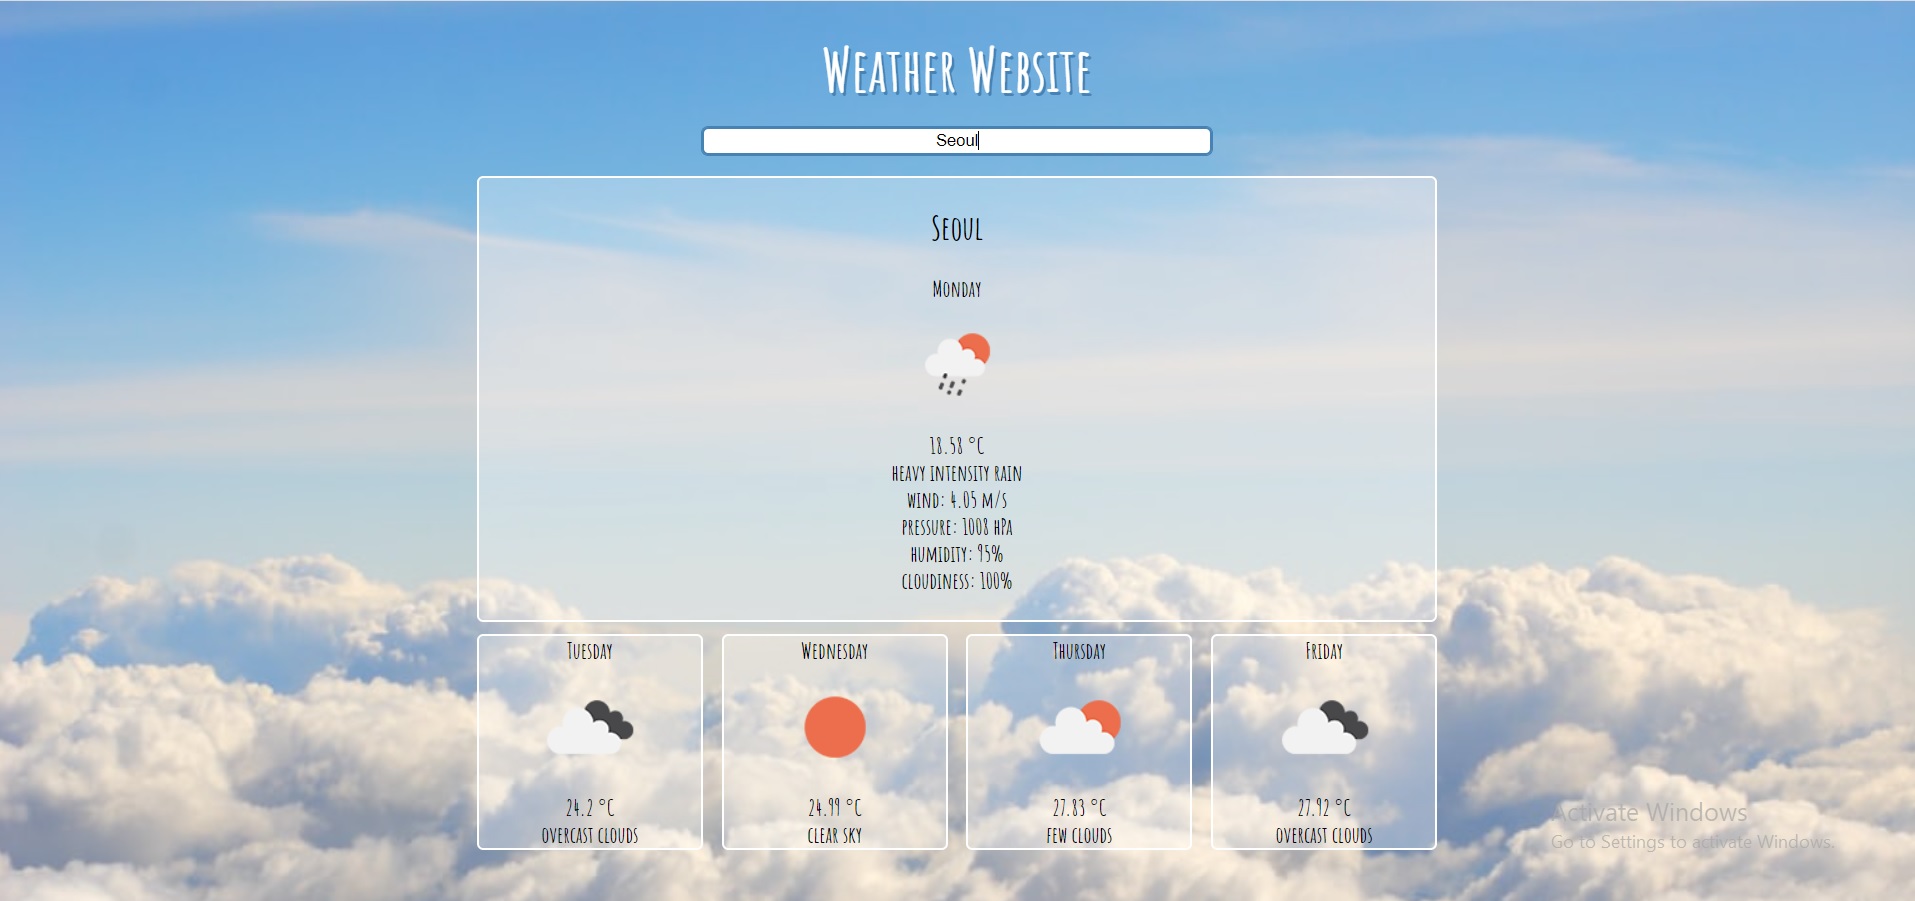 Weather Website
Seoul
Seoul
Monday
18.58 °C
heavy intensity rain
wind: 4.05 m/s
pressure: 1008 hPa
humidity: 95%
cloudiness: 100%
Tuesday
24.2 °C
overcast clouds
Wednesday
24.99 °C
clear sky
Thursday
27.83 °C
few clouds
Friday
27.92 °C
overcast clouds
Activate Windows
Go to Settings to activate Windows.